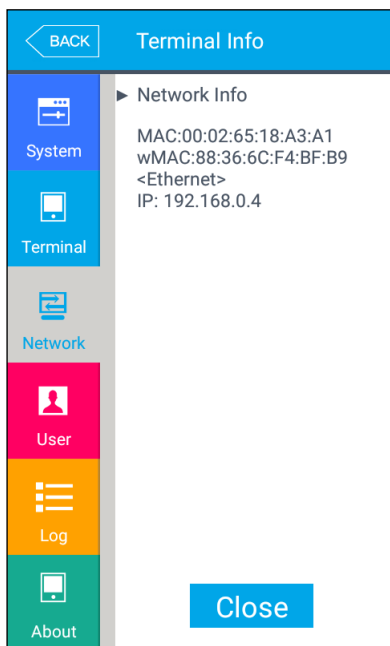 BACK
Terminal Info
System
Terminal
Network
User
Log
About
► Network Info
MAC:00:02:65:18:A3:A1
wMAC:88:36:6C:F4:BF:B9
<Ethernet>
IP: 192.168.0.4
Close